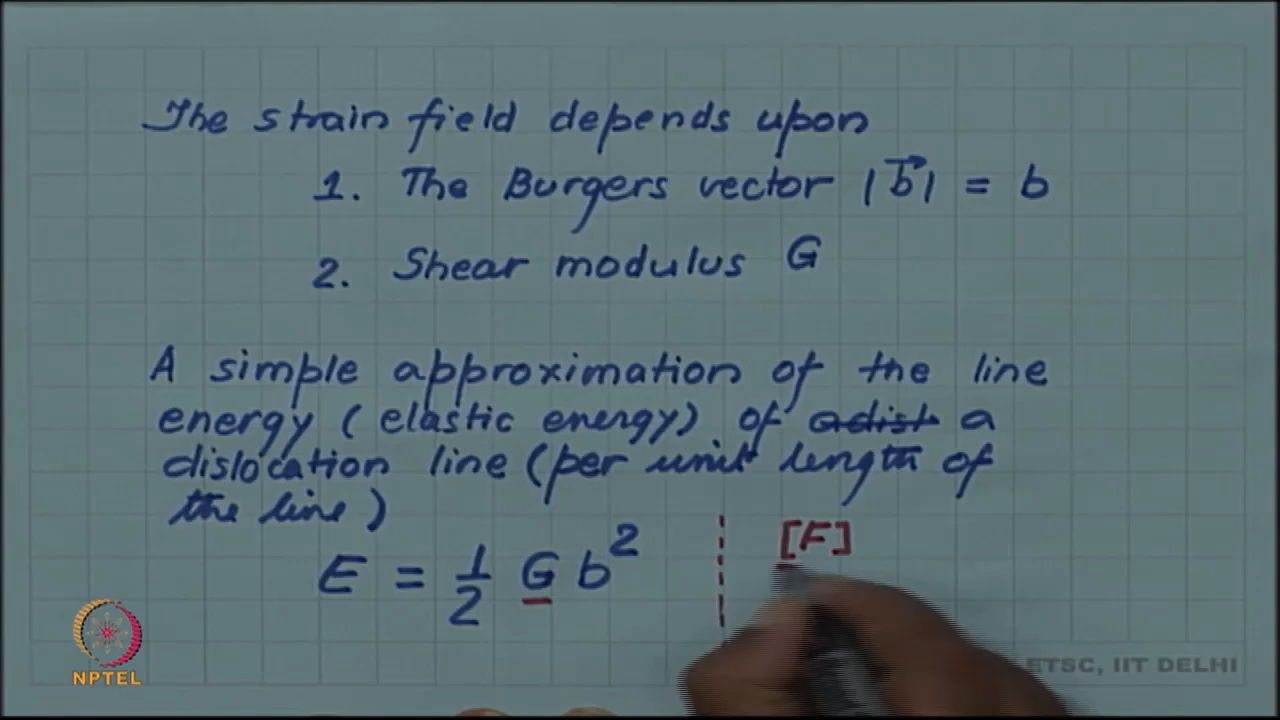 The strain field depends upon
1. The Burgers vector |b⃗| = b
2. Shear modulus G
A simple approximation of the line
energy (elastic energy) of a dist a
dislocation line (per unit length of
the line)
E = 1/2 G b²
[F]
NPTEL
ETSC, IIT DELHI